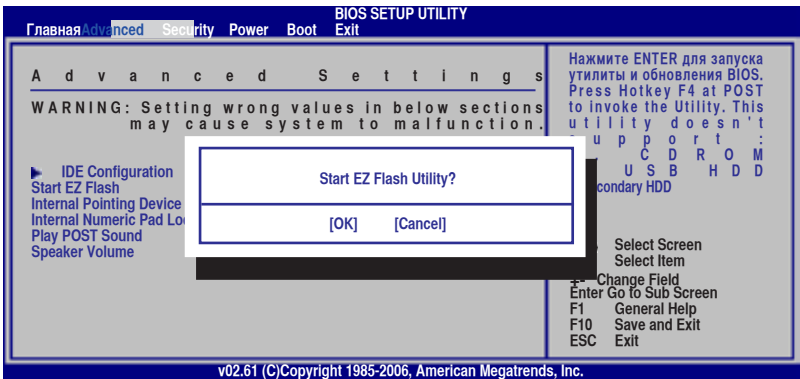 BIOS SETUP UTILITY
Главная Advanced Security Power Boot Exit
Advanced Settings
WARNING: Setting wrong values in below sections
may cause system to malfunction.
IDE Configuration
Start EZ Flash
Internal Pointing Device
Internal Numeric Pad
Play POST Sound
Speaker Volume
Start EZ Flash Utility?
[OK] [Cancel]
Нажмите ENTER для запуска
утилиты и обновления BIOS.
Press Hotkey F4 at POST
to invoke the Utility. This
utility doesn't
support :
CDROM
USB HDD
HDD
Select Screen
Select Item
+- Change Field
Enter Go to Sub Screen
F1 General Help
F10 Save and Exit
ESC Exit
v02.61 (C)Copyright 1985-2006, American Megatrends, Inc.